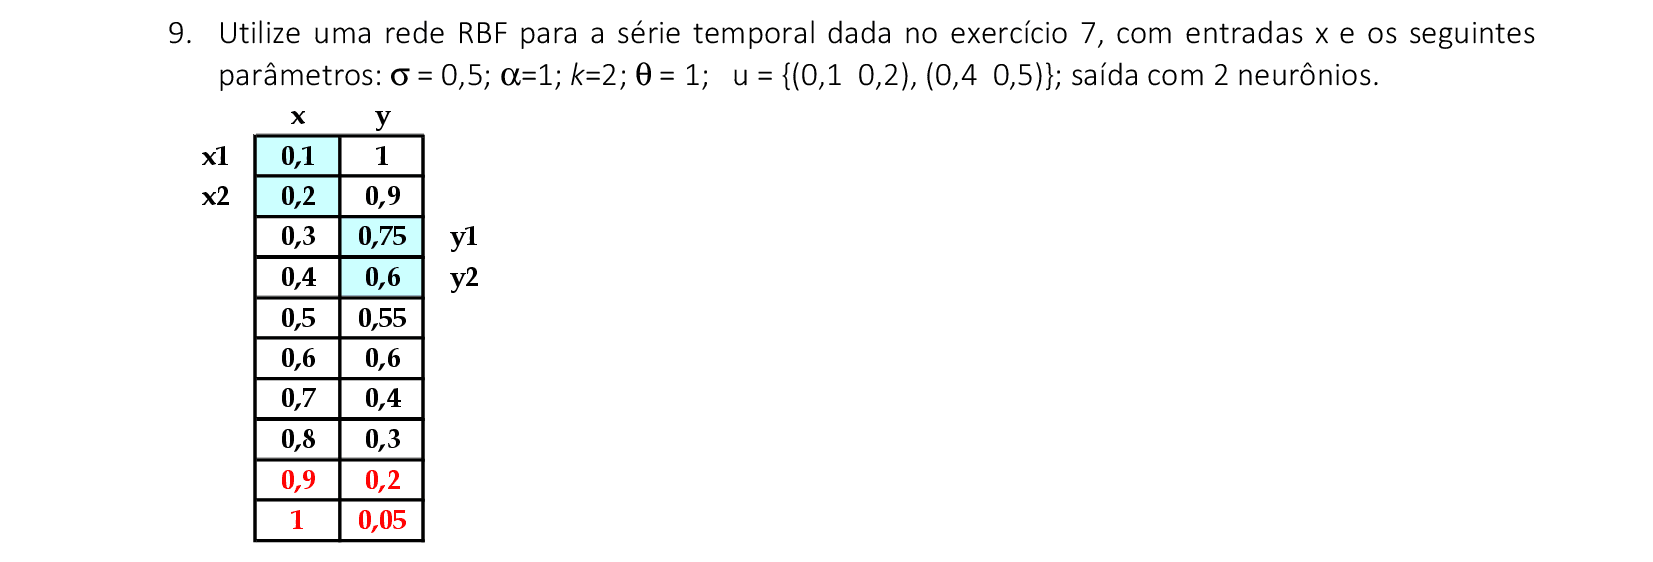 9. Utilize uma rede RBF para a série temporal dada no exercício 7, com entradas x e os seguintes
parâmetros: σ = 0,5; α=1; k=2; θ = 1; u = {(0,1 0,2), (0,4 0,5)}; saída com 2 neurônios.
x y
x1 0,1 1
x2 0,2 0,9
0,3 0,75 y1
0,4 0,6 y2
0,5 0,55
0,6 0,6
0,7 0,4
0,8 0,3
0,9 0,2
1 0,05